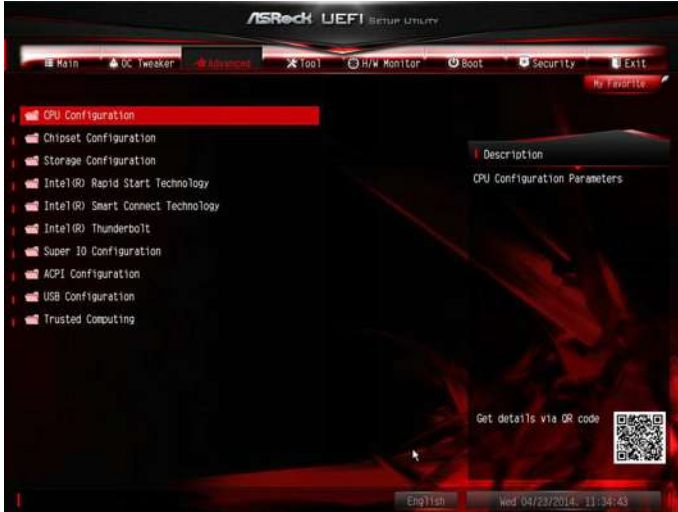 ASRock UEFI SETUP UTILITY
Main OC Tweaker Advanced Tool H/W Monitor Boot Security Exit
My Favorite
CPU Configuration
Chipset Configuration
Storage Configuration
Intel(R) Rapid Start Technology
Intel(R) Smart Connect Technology
Intel(R) Thunderbolt
Super IO Configuration
ACPI Configuration
USB Configuration
Trusted Computing
Description
CPU Configuration Parameters
Get details via QR code
English Wed 04/23/2014. 11:34:43